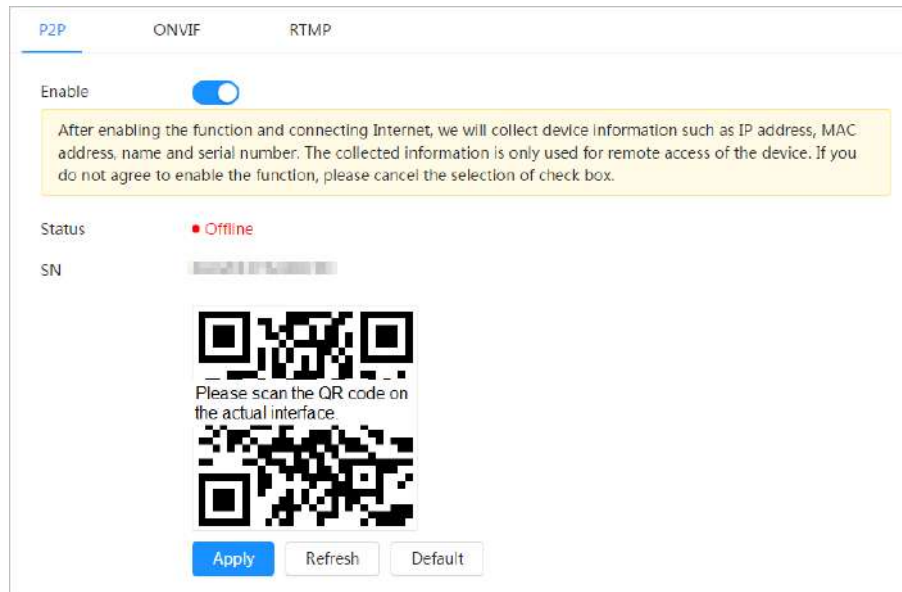 P2P ONVIF RTMP
Enable
After enabling the function and connecting Internet, we will collect device information such as IP address, MAC
address, name and serial number. The collected information is only used for remote access of the device. If you
do not agree to enable the function, please cancel the selection of check box.
Status Offline
SN
Please scan the QR code on
the actual interface.
Apply Refresh Default